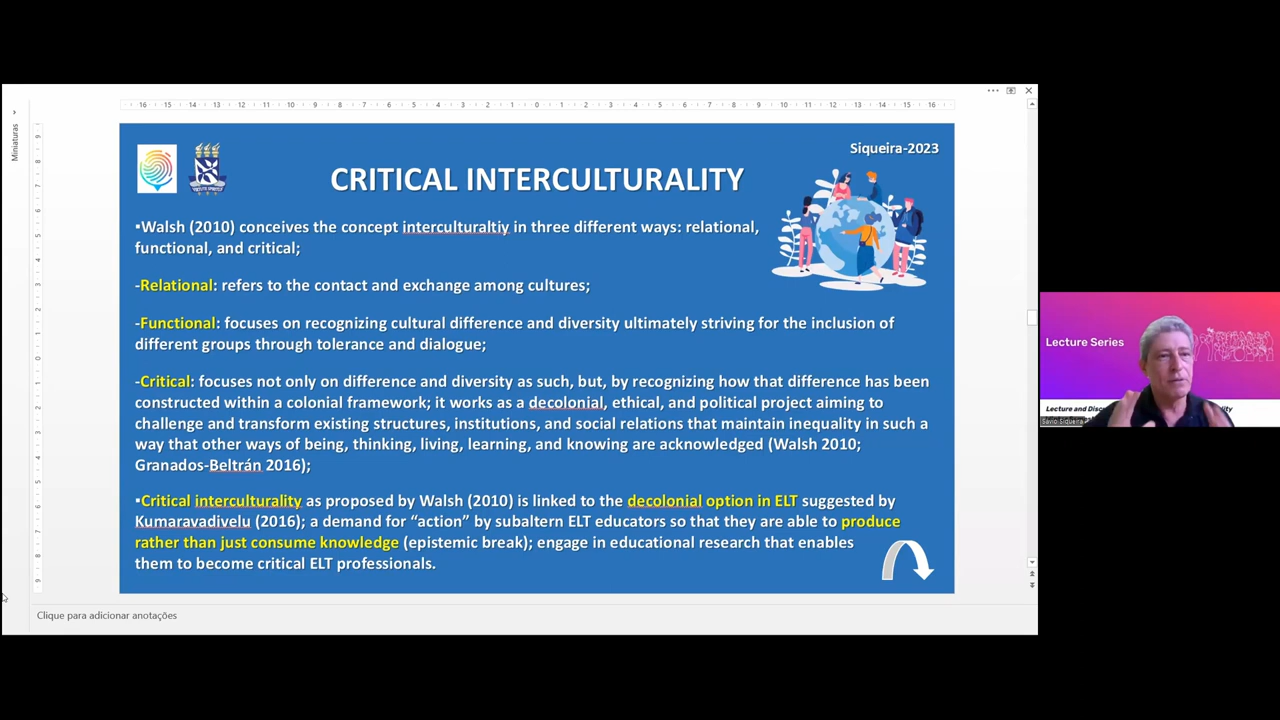 Miniaturas
Siqueira-2023
CRITICAL INTERCULTURALITY
▪Walsh (2010) conceives the concept interculturaltiy in three different ways: relational,
functional, and critical;
-Relational: refers to the contact and exchange among cultures;
-Functional: focuses on recognizing cultural difference and diversity ultimately striving for the inclusion of
different groups through tolerance and dialogue;
-Critical: focuses not only on difference and diversity as such, but, by recognizing how that difference has been
constructed within a colonial framework; it works as a decolonial, ethical, and political project aiming to
challenge and transform existing structures, institutions, and social relations that maintain inequality in such a
way that other ways of being, thinking, living, learning, and knowing are acknowledged (Walsh 2010;
Granados-Beltrán 2016);
▪Critical interculturality as proposed by Walsh (2010) is linked to the decolonial option in ELT suggested by
Kumaravadivelu (2016); a demand for “action” by subaltern ELT educators so that they are able to produce
rather than just consume knowledge (epistemic break); engage in educational research that enables
them to become critical ELT professionals.
Clique para adicionar anotações
Lecture Series
Lecture and
Savio Siqueira